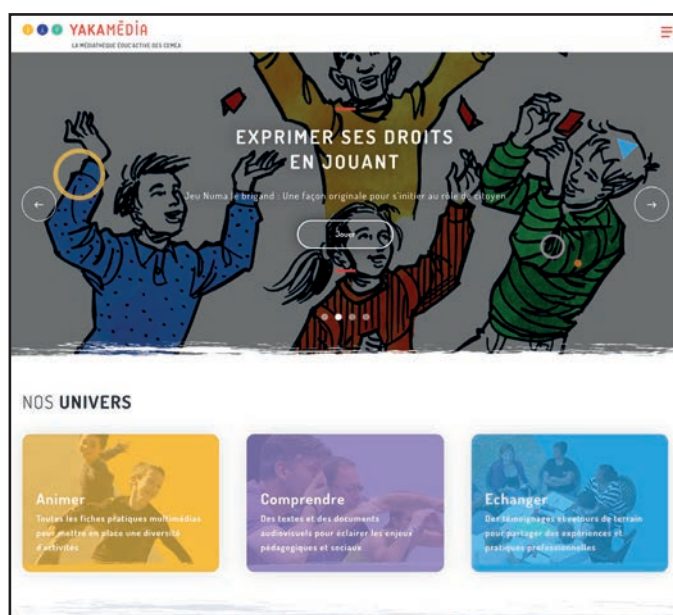 YAKAMÉDIA
LA MÉDIATHÈQUE ÉDUC'ACTIVE DES CEMÉA
EXPRIMER SES DROITS
EN JOUANT
Jeu Numa le brigand : Une façon originale pour s'initier au rôle de citoyen
Jouer
NOS UNIVERS
Animer
Toutes les fiches pratiques multimédias
pour mettre en place une diversité
d'activités
Comprendre
Des textes et des documents
audiovisuels pour éclairer les enjeux
pédagogiques et sociaux
Echanger
Des témoignages et retours de terrain
pour partager des expériences et
pratiques professionnelles